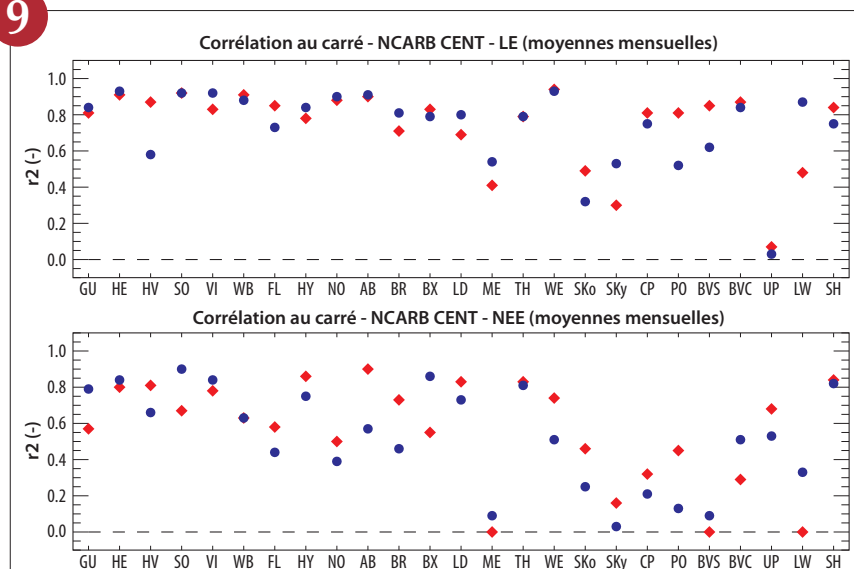 9
Corrélation au carré - NCARB CENT - LE (moyennes mensuelles)
1.0
0.8
0.6
0.4
0.2
0.0
r2 (-)
GU HE HV SO VI WB FL HY NO AB BR BX LD ME TH WE SKo SKy CP PO BVS BVC UP LW SH
Corrélation au carré - NCARB CENT - NEE (moyennes mensuelles)
1.0
0.8
0.6
0.4
0.2
0.0
r2 (-)
GU HE HV SO VI WB FL HY NO AB BR BX LD ME TH WE SKo SKy CP PO BVS BVC UP LW SH